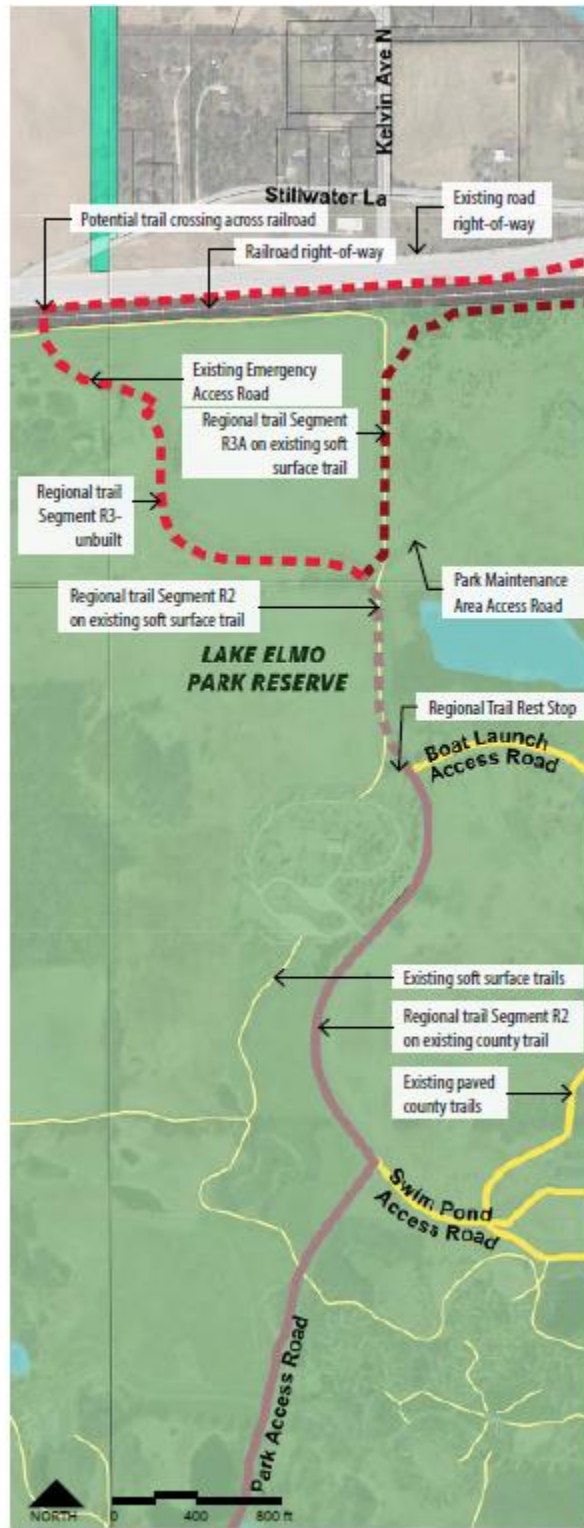 Kelvin Ave N
Stillwater La
Existing road
right-of-way
Potential trail crossing across railroad
Railroad right-of-way
Existing Emergency
Access Road
Regional trail Segment
R3A on existing soft
surface trail
Regional trail
Segment R3-
unbuilt
Park Maintenance
Area Access Road
Regional trail Segment R2
on existing soft surface trail
LAKE ELMO
PARK RESERVE
Regional Trail Rest Stop
Boat Launch
Access Road
Existing soft surface trails
Regional trail Segment R2
on existing county trail
Existing paved
county trails
Swim Pond
Access Road
Park Access Road
NORTH
0 400 800 ft